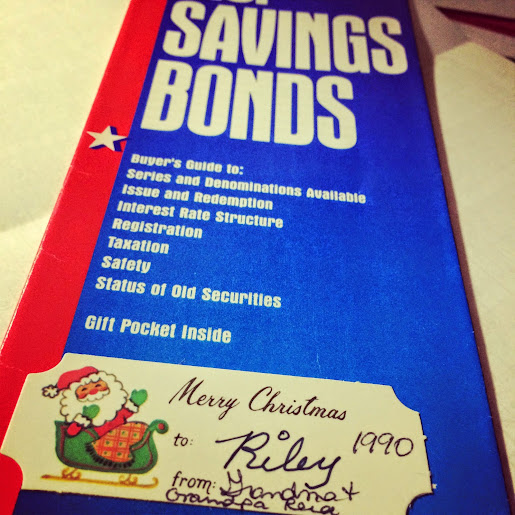 SAVINGS
BONDS
Buyer's Guide to:
Series and Denominations Available
Issue and Redemption
Interest Rate Structure
Registration
Taxation
Safety
Status of Old Securities
Gift Pocket Inside
Merry Christmas
to: Riley 1990
from: Grandma &
Grandpa Reia